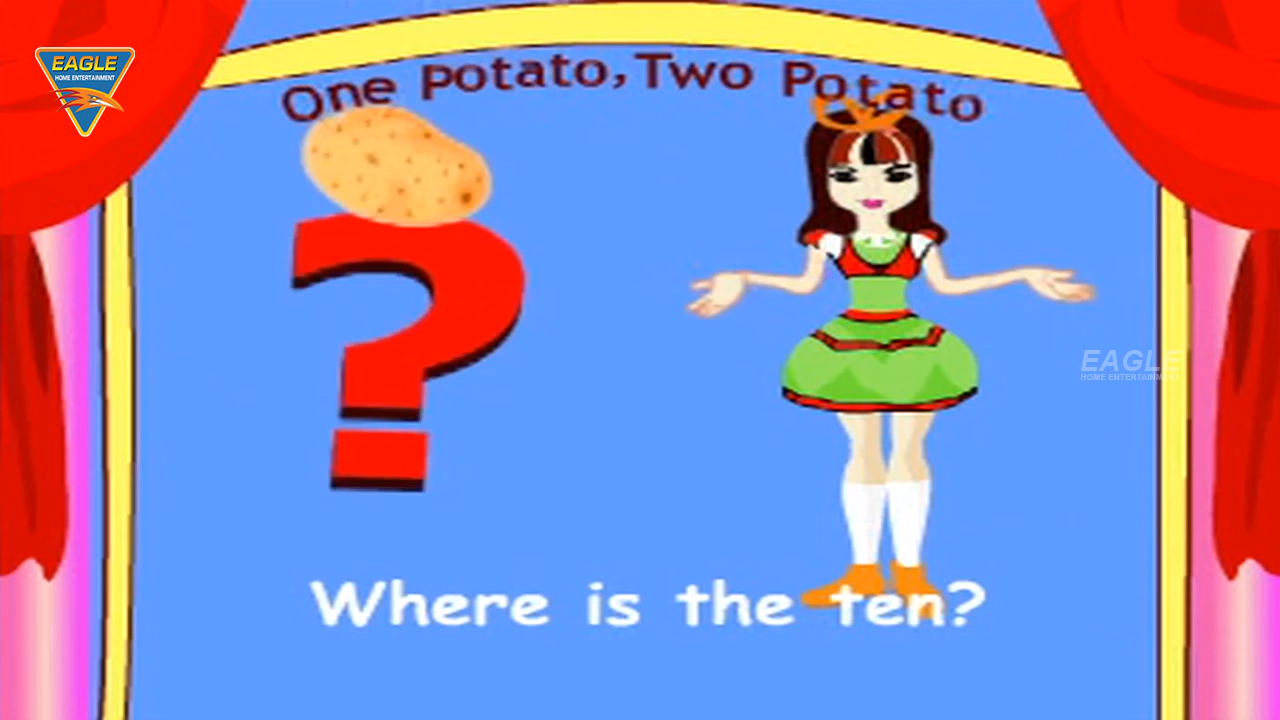 EAGLE
HOME ENTERTAINMENT
One Potato, Two Potato
EAGLE
HOME ENTERTAINMENT
Where is the ten?